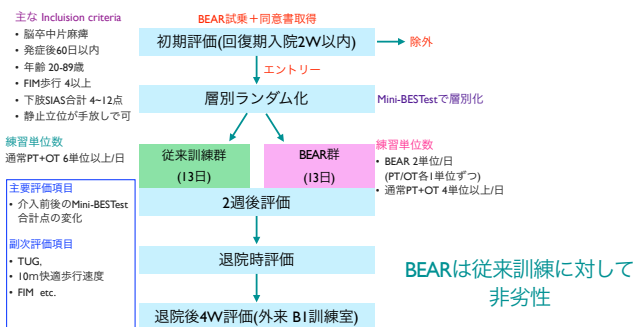 主な Incluision criteria
• 脳卒中片麻痺
• 発症後60日以内
• 年齢 20-89歳
• FIM歩行 4以上
• 下肢SIAS合計 4~12点
• 静止立位が手放しで可
BEAR試乗＋同意書取得
初期評価(回復期入院2W以内)
除外
エントリー
層別ランダム化
Mini-BESTestで層別化
練習単位数
通常PT+OT 6単位以上/日
従来訓練群
(13日)
BEAR群
(13日)
練習単位数
• BEAR 2単位/日
(PT/OT各1単位ずつ)
• 通常PT+OT 4単位以上/日
主要評価項目
• 介入前後のMini-BESTest
合計点の変化
副次評価項目
• TUG,
• 10m快適歩行速度
• FIM etc.
2週後評価
退院時評価
退院後4W評価(外来 B1訓練室)
BEARは従来訓練に対して
非劣性